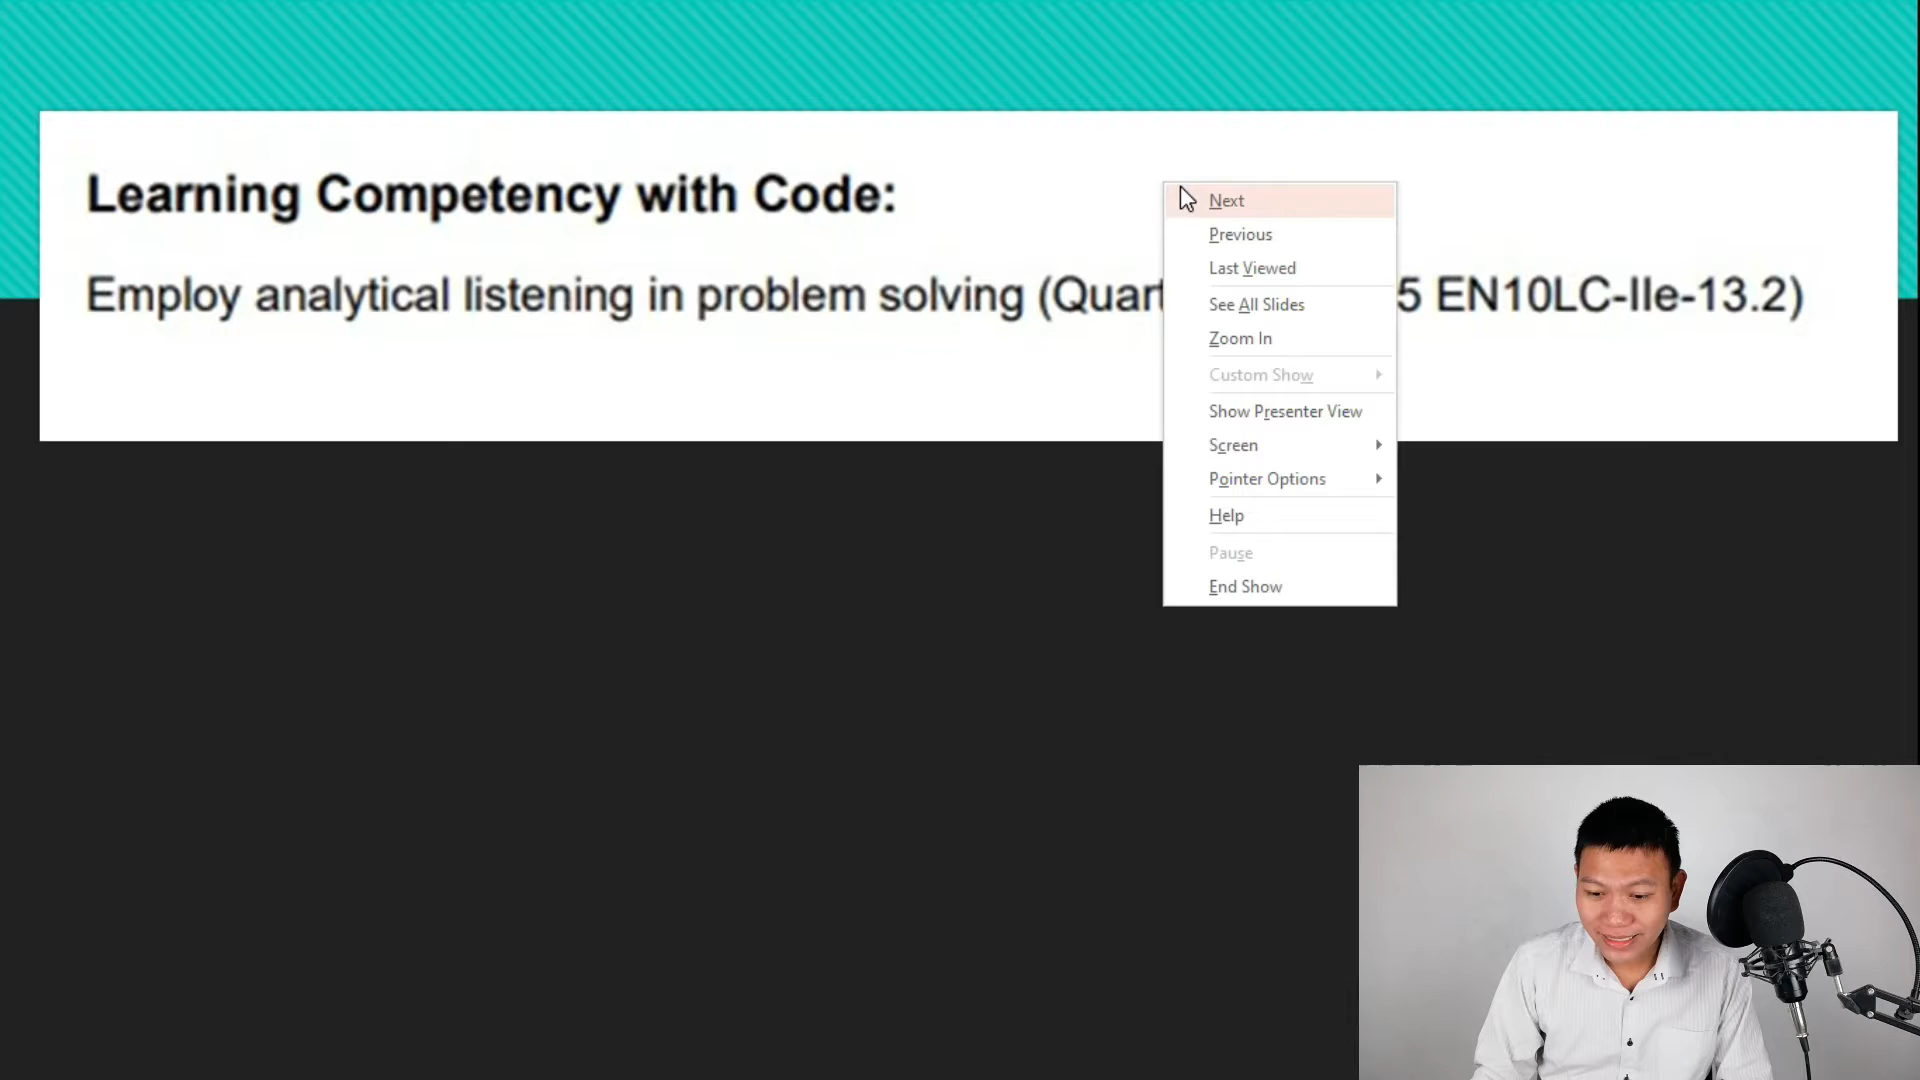 Learning Competency with Code:
Employ analytical listening in problem solving (Quart 5 EN10LC-IIe-13.2)
Next
Previous
Last Viewed
See All Slides
Zoom In
Custom Show
Show Presenter View
Screen
Pointer Options
Help
Pause
End Show